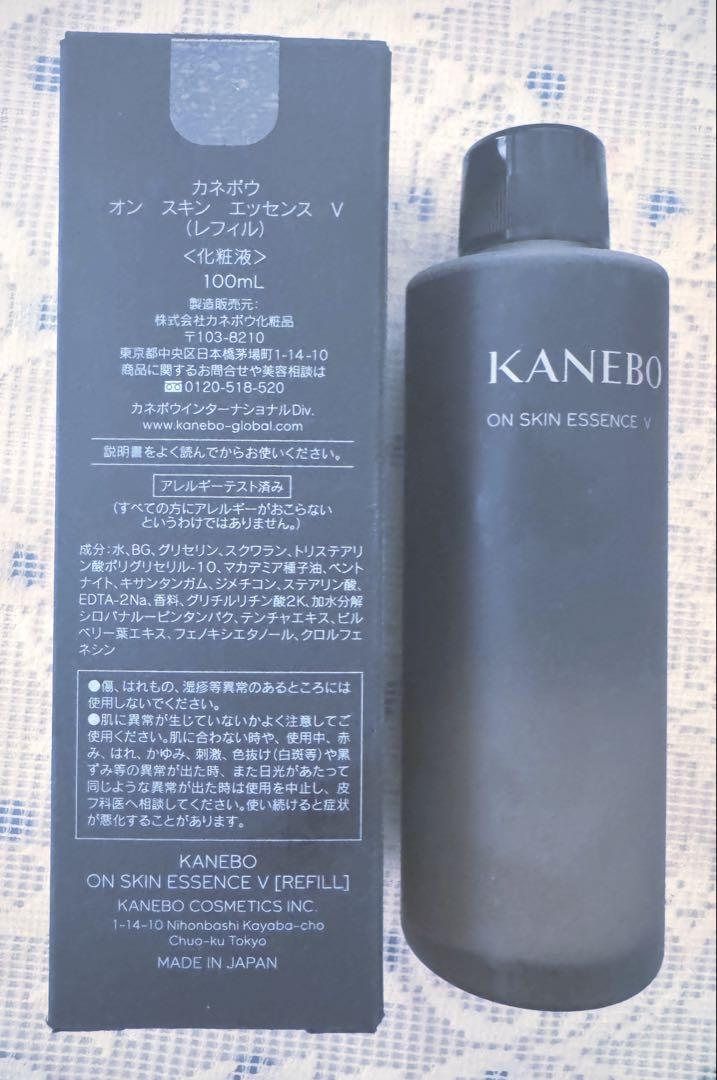 カネボウ
オン　スキン　エッセンス　V
（レフィル）
＜化粧液＞
100mL
製造販売元：
株式会社カネボウ化粧品
〒103-8210
東京都中央区日本橋茅場町1-14-10
商品に関するお問合せや美容相談は
0120-518-520
カネボウインターナショナルDiv.
www.kanebo-global.com
説明書をよく読んでからお使いください。
アレルギーテスト済み
（すべての方にアレルギーがおこらない
というわけではありません。）
成分：水、BG、グリセリン、スクワラン、トリステアリ
ン酸ポリグリセリル-10、マカデミア種子油、ベント
ナイト、キサンタンガム、ジメチコン、ステアリン酸、
EDTA-2Na、香料、グリチルリチン酸2K、加水分解
シロバナルーピンタンパク、テンチャエキス、ビル
ベリー葉エキス、フェノキシエタノール、クロルフェ
ネシン
●傷、はれもの、湿疹等異常のあるところには
使用しないでください。
●肌に異常が生じていないかよく注意してご
使用ください。肌に合わない時や、使用中、赤
み、はれ、かゆみ、刺激、色抜け（白斑等）や黒
ずみ等の異常が出た時、また日光があたって
同じような異常が出た時は使用を中止し、皮
フ科医へ相談してください。使い続けると症状
が悪化することがあります。
KANEBO
ON SKIN ESSENCE V [REFILL]
KANEBO COSMETICS INC.
1-14-10 Nihonbashi Kayaba-cho
Chuo-ku Tokyo
MADE IN JAPAN
KANEBO
ON SKIN ESSENCE V